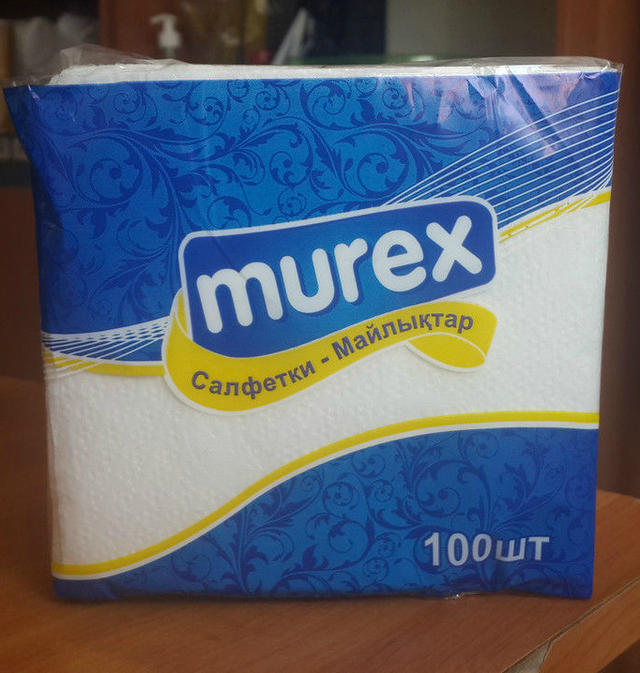 murex
Салфетки - Майлықтар
100шт